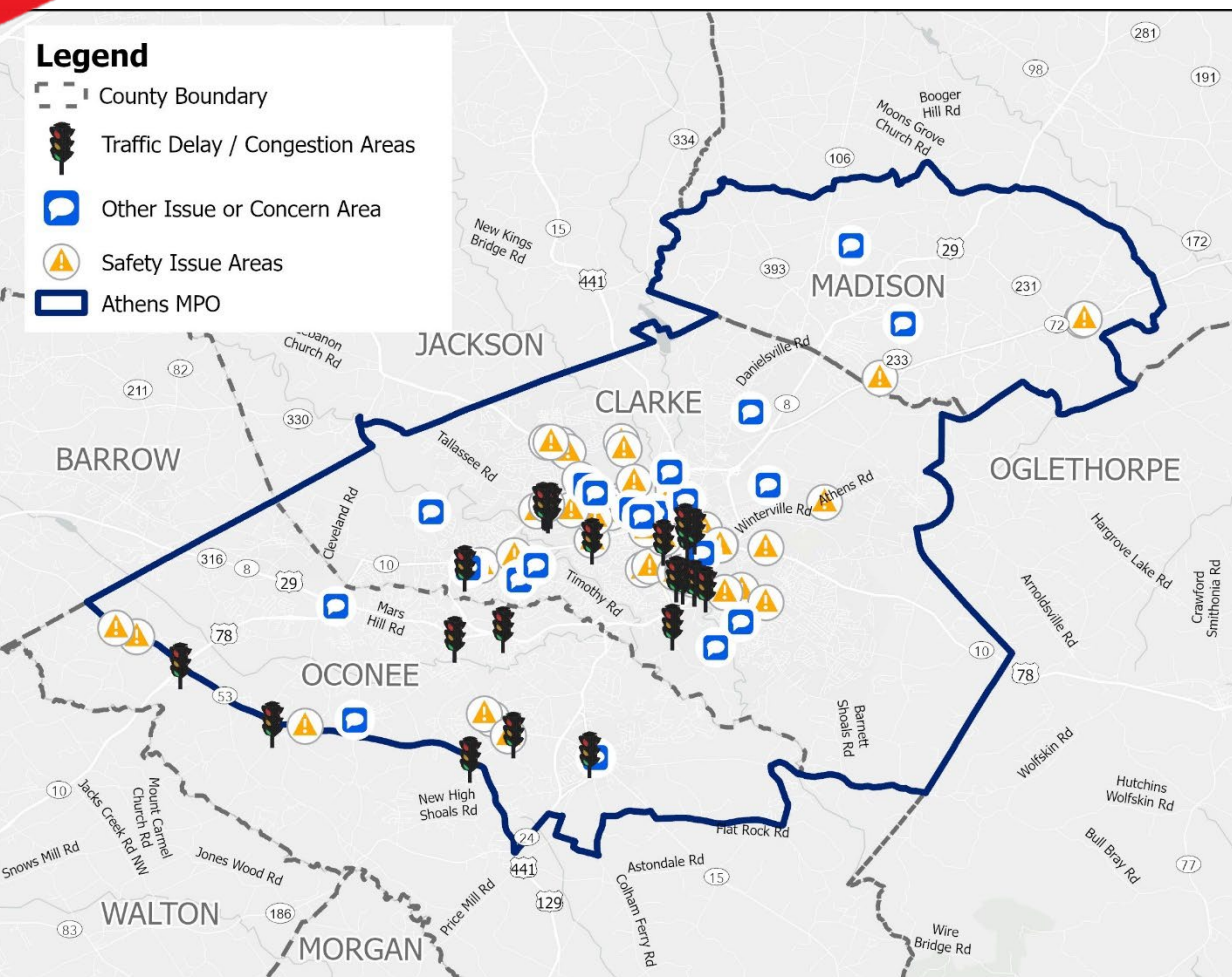 Legend
County Boundary
Traffic Delay / Congestion Areas
Other Issue or Concern Area
Safety Issue Areas
Athens MPO
281
98
191
Booger
Hill Rd
Moons Grove
Church Rd
334
106
15
New Kings
Bridge Rd
172
29
393
441
MADISON
231
72
JACKSON
Church Rd
Danielsville Rd
233
82
211
CLARKE
8
330
Tallassee Rd
BARROW
OGLETHORPE
Cleveland Rd
Athens Rd
Winterville Rd
Hargrove Lake Rd
316
8
10
29
Timothy Rd
Arnoldsville Rd
Crawford
Smithonia Rd
Mars
Hill Rd
78
10
78
OCONEE
53
Barnett
Shoals Rd
Wolfskin Rd
10
Jacks Creek Rd NW
Mount Carmel
Church Rd
New High
Shoals Rd
Hutchins
Wolfskin Rd
24
Flat Rock Rd
Bull Bray Rd
Snows Mill Rd
Jones Wood Rd
441
Astondale Rd
15
77
Price Mill Rd
129
Colham Ferry Rd
WALTON
186
83
MORGAN
Wire
Bridge Rd